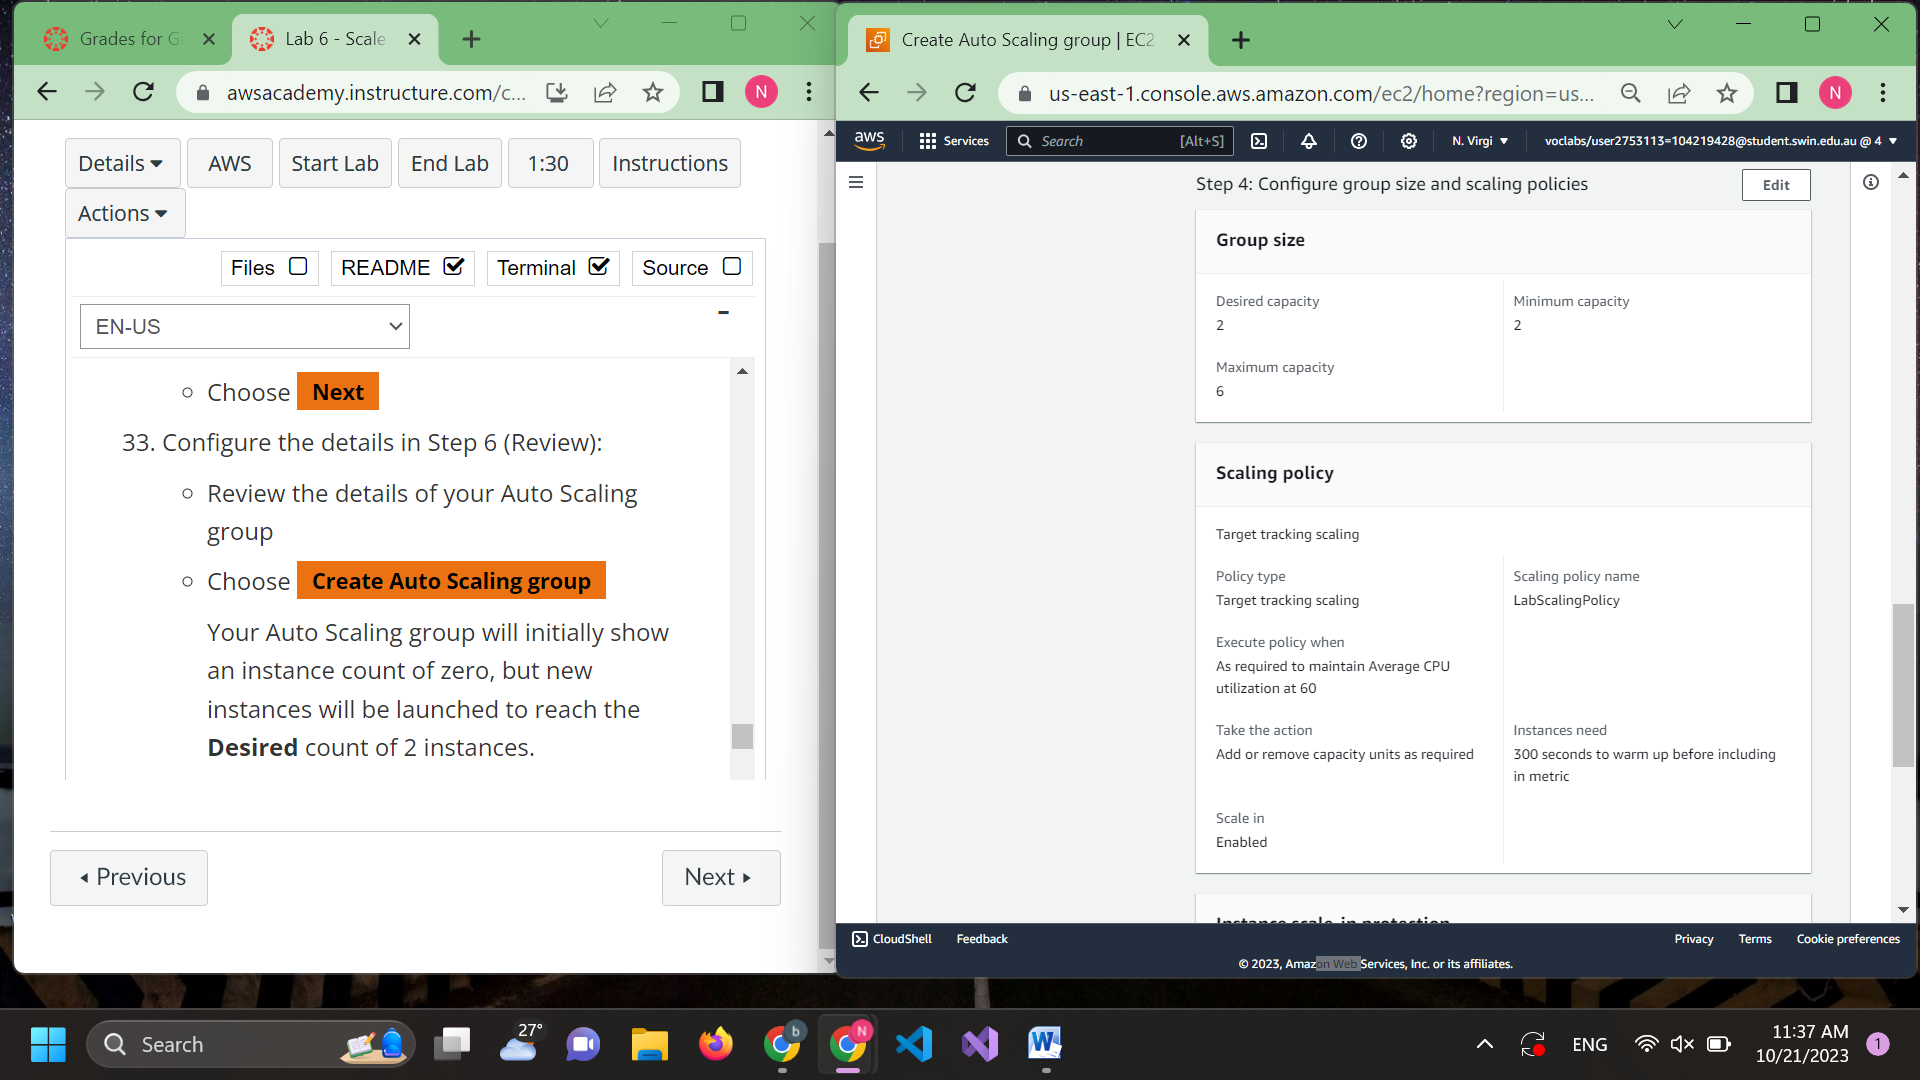 Grades for Gi
Lab 6 - Scale
awsacademy.instructure.com/c...
N
Details
AWS
Start Lab
End Lab
1:30
Instructions
Actions
Files
README
Terminal
Source
EN-US
Choose Next
33. Configure the details in Step 6 (Review):
Review the details of your Auto Scaling
group
Choose Create Auto Scaling group
Your Auto Scaling group will initially show
an instance count of zero, but new
instances will be launched to reach the
Desired count of 2 instances.
Previous
Next
Create Auto Scaling group | EC2
us-east-1.console.aws.amazon.com/ec2/home?region=us...
N
aws
Services
Search
[Alt+S]
N. Virgi
voclabs/user2753113=104219428@student.swin.edu.au @ 4
Step 4: Configure group size and scaling policies
Edit
Group size
Desired capacity
2
Minimum capacity
2
Maximum capacity
6
Scaling policy
Target tracking scaling
Policy type
Target tracking scaling
Scaling policy name
LabScalingPolicy
Execute policy when
As required to maintain Average CPU
utilization at 60
Take the action
Add or remove capacity units as required
Instances need
300 seconds to warm up before including
in metric
Scale in
Enabled
Instance scale-in protection
CloudShell
Feedback
Privacy
Terms
Cookie preferences
© 2023, Amazon Web Services, Inc. or its affiliates.
Search
27°
b
N
ENG
11:37 AM
10/21/2023
1